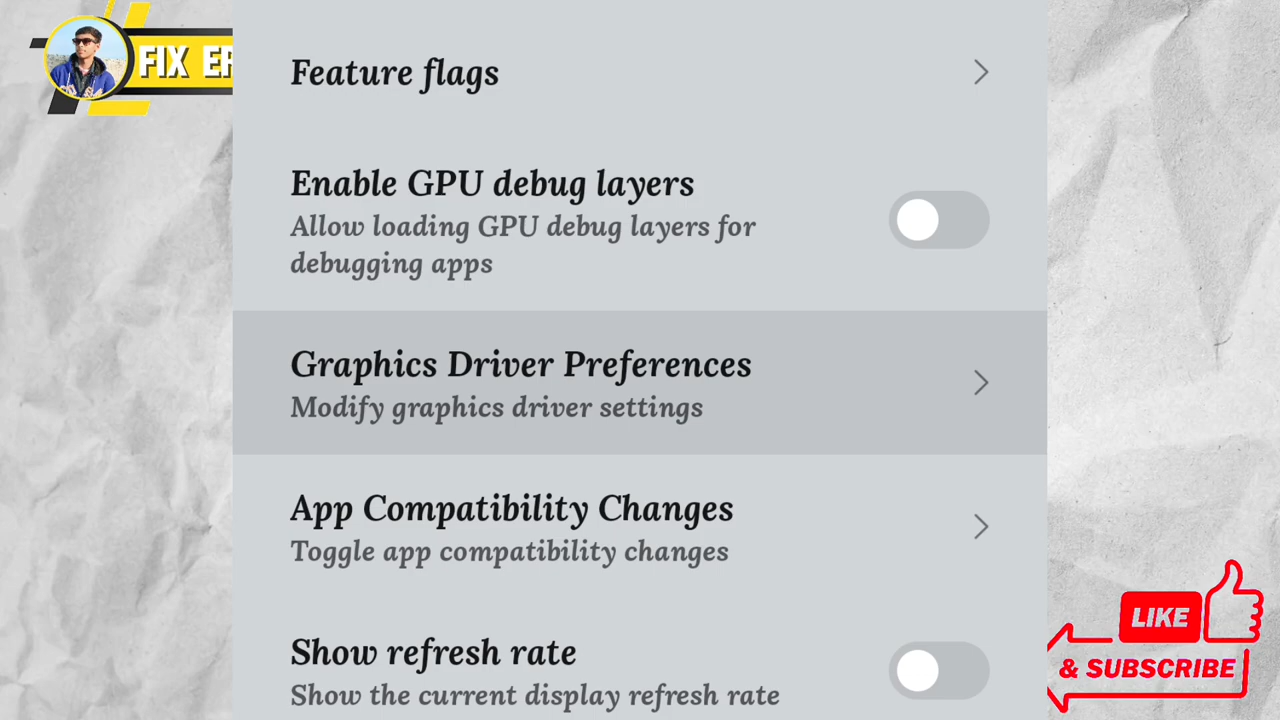 FIX
Feature flags
Enable GPU debug layers
Allow loading GPU debug layers for
debugging apps
Graphics Driver Preferences
Modify graphics driver settings
App Compatibility Changes
Toggle app compatibility changes
Show refresh rate
Show the current display refresh rate
LIKE
& SUBSCRIBE